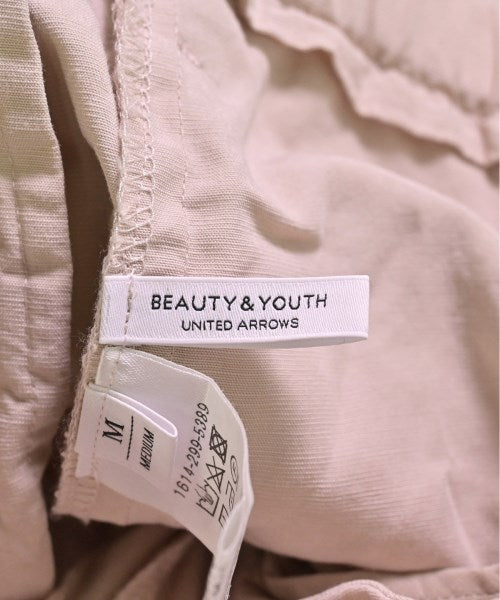 BEAUTY & YOUTH
UNITED ARROWS
M
MEDIUM
1614-299-5389